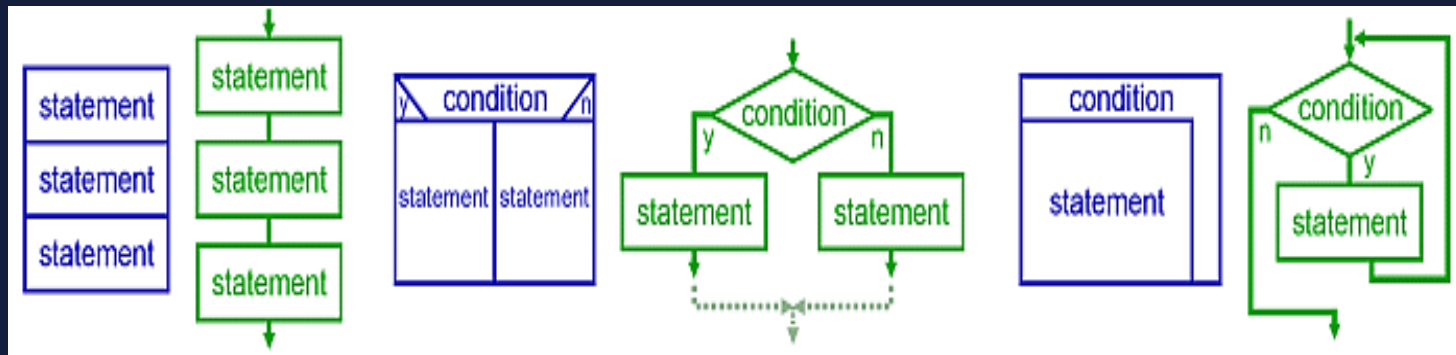 statement
statement
statement
statement
statement
statement
y condition n
statement statement
condition
y n
statement statement
condition
statement
condition
n
y
statement